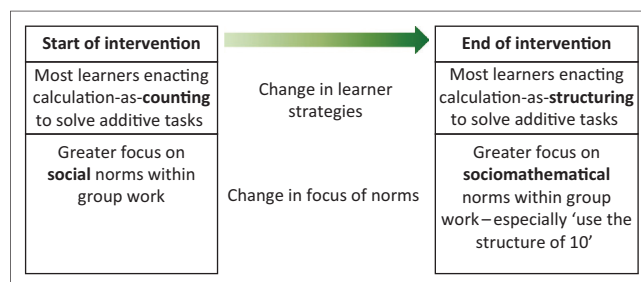 Start of intervention
End of intervention
Most learners enacting
calculation-as-counting
to solve additive tasks
Change in learner
strategies
Most learners enacting
calculation-as-structuring
to solve additive tasks
Greater focus on
social norms within
group work
Change in focus of norms
Greater focus on
sociomathematical
norms within group
work – especially ‘use the
structure of 10’